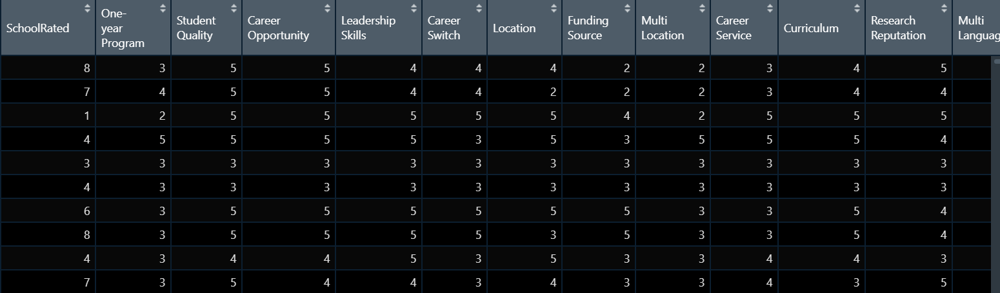 SchoolRated One-year Program Student Quality Career Opportunity Leadership Skills Career Switch Location Funding Source Multi Location Career Service Curriculum Research Reputation Multi
8 3 5 5 4 4 4 2 2 3 4 5
7 4 5 5 4 4 2 2 2 3 4 4
1 2 5 5 5 5 5 4 2 5 5 5
4 5 5 5 5 3 5 3 5 5 5 4
3 3 3 3 3 3 3 3 3 3 3 3
4 3 3 3 3 3 3 3 3 3 3 3
6 3 5 5 5 5 5 5 3 3 5 4
8 3 5 5 5 5 3 5 3 3 5 4
4 3 4 4 5 3 5 3 3 4 4 3
7 3 5 4 4 3 4 3 3 4 3 5